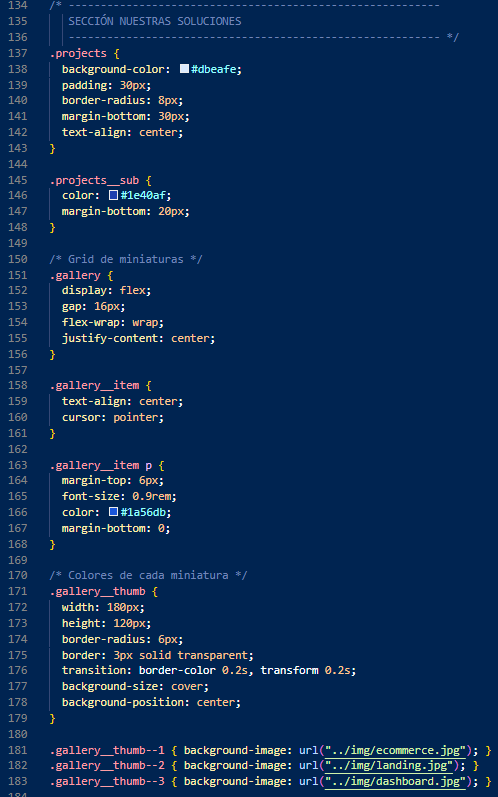 134 /* ---------------------------------------------------------
135    SECCIÓN NUESTRAS SOLUCIONES
136    --------------------------------------------------------- */
137 .projects {
138   background-color: #dbeafe;
139   padding: 30px;
140   border-radius: 8px;
141   margin-bottom: 30px;
142   text-align: center;
143 }
144
145 .projects__sub {
146   color: #1e40af;
147   margin-bottom: 20px;
148 }
149
150 /* Grid de miniaturas */
151 .gallery {
152   display: flex;
153   gap: 16px;
154   flex-wrap: wrap;
155   justify-content: center;
156 }
157
158 .gallery__item {
159   text-align: center;
160   cursor: pointer;
161 }
162
163 .gallery__item p {
164   margin-top: 6px;
165   font-size: 0.9rem;
166   color: #1a56db;
167   margin-bottom: 0;
168 }
169
170 /* Colores de cada miniatura */
171 .gallery__thumb {
172   width: 180px;
173   height: 120px;
174   border-radius: 6px;
175   border: 3px solid transparent;
176   transition: border-color 0.2s, transform 0.2s;
177   background-size: cover;
178   background-position: center;
179 }
180
181 .gallery__thumb--1 { background-image: url("../img/ecommerce.jpg"); }
182 .gallery__thumb--2 { background-image: url("../img/landing.jpg"); }
183 .gallery__thumb--3 { background-image: url("../img/dashboard.jpg"); }